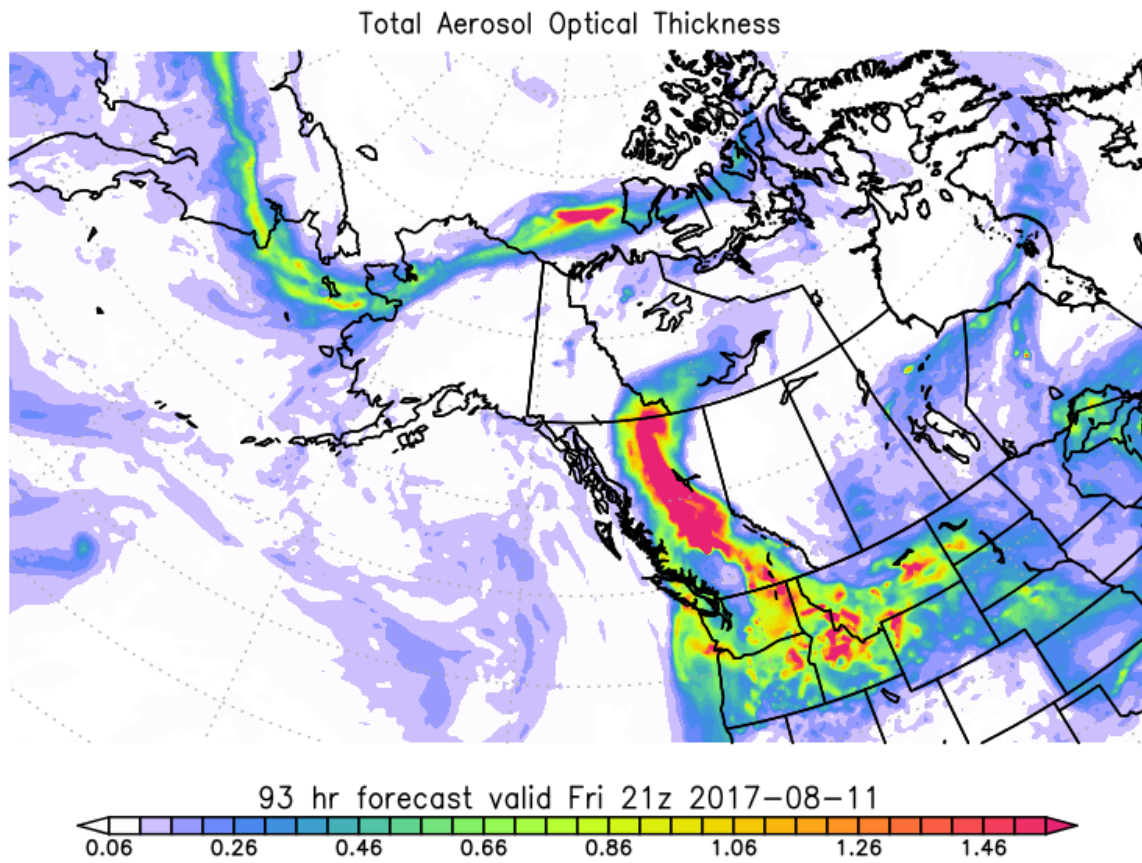 Total Aerosol Optical Thickness
93 hr forecast valid Fri 21z 2017-08-11
0.06 0.26 0.46 0.66 0.86 1.06 1.26 1.46